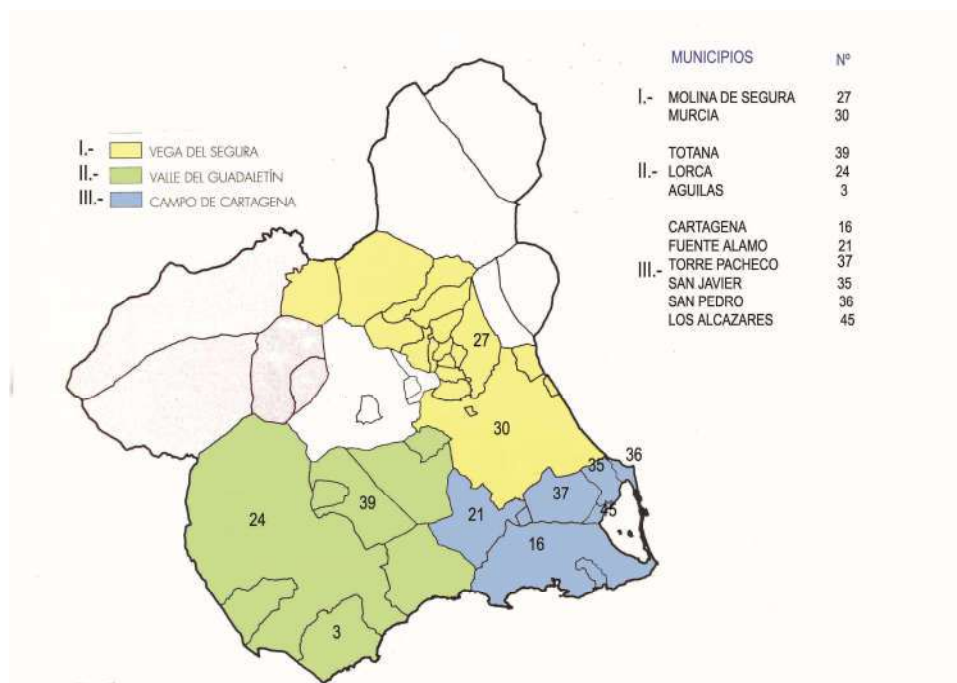 I.- VEGA DEL SEGURA
II.- VALLE DEL GUADALETÍN
III.- CAMPO DE CARTAGENA
MUNICIPIOS Nº
I.- MOLINA DE SEGURA 27
MURCIA 30
TOTANA 39
II.- LORCA 24
AGUILAS 3
CARTAGENA 16
FUENTE ALAMO 21
III.- TORRE PACHECO 37
SAN JAVIER 35
SAN PEDRO 36
LOS ALCAZARES 45
27
30
36
35
37
39
45
21
24
16
3